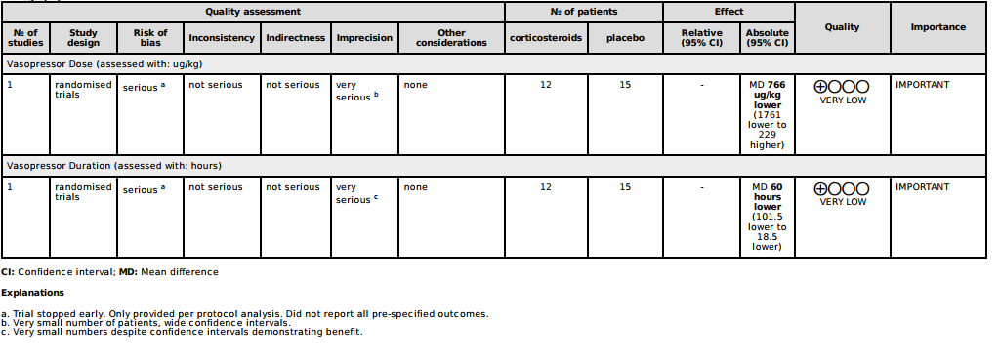 Quality assessment
№ of patients
Effect
Quality
Importance
№ of studies
Study design
Risk of bias
Inconsistency
Indirectness
Imprecision
Other considerations
corticosteroids
placebo
Relative (95% CI)
Absolute (95% CI)
Vasopressor Dose (assessed with: ug/kg)
1
randomised trials
serious a
not serious
not serious
very serious b
none
12
15
-
MD 766 ug/kg lower (1761 lower to 229 higher)
⨁◯◯◯
VERY LOW
IMPORTANT
Vasopressor Duration (assessed with: hours)
1
randomised trials
serious a
not serious
not serious
very serious c
none
12
15
-
MD 60 hours lower (101.5 lower to 18.5 lower)
⨁◯◯◯
VERY LOW
IMPORTANT
CI: Confidence interval; MD: Mean difference
Explanations
a. Trial stopped early. Only provided per protocol analysis. Did not report all pre-specified outcomes.
b. Very small number of patients, wide confidence intervals.
c. Very small numbers despite confidence intervals demonstrating benefit.